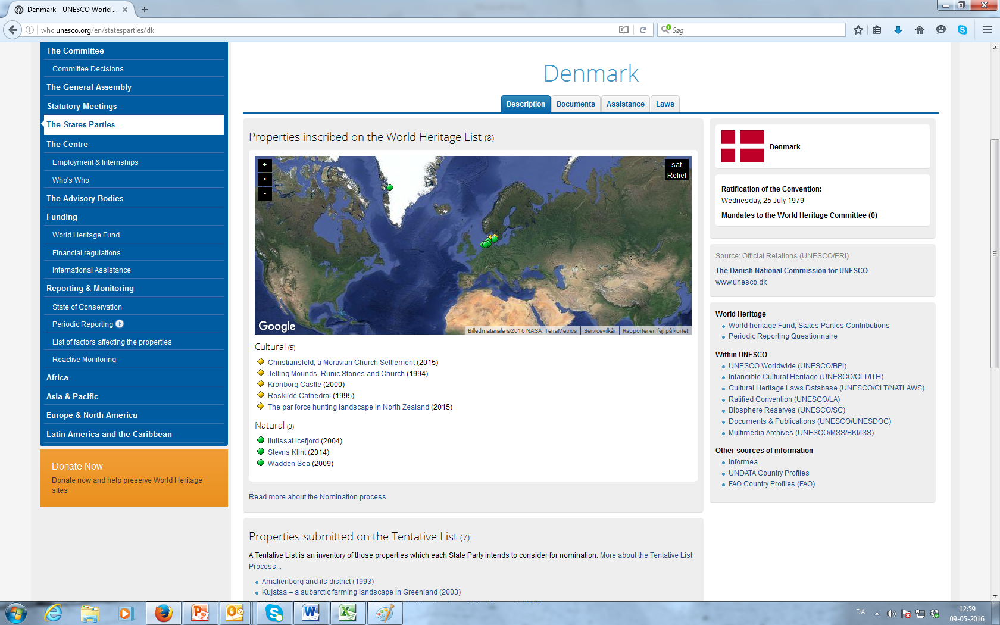 Denmark - UNESCO World ...
whc.unesco.org/en/statesparties/dk
Søg
The Committee
Committee Decisions
The General Assembly
Statutory Meetings
The States Parties
The Centre
Employment & Internships
Who's Who
The Advisory Bodies
Funding
World Heritage Fund
Financial regulations
International Assistance
Reporting & Monitoring
State of Conservation
Periodic Reporting
List of factors affecting the properties
Reactive Monitoring
Africa
Asia & Pacific
Europe & North America
Latin America and the Caribbean
Donate Now
Donate now and help preserve World Heritage
sites
Denmark
Description Documents Assistance Laws
Properties inscribed on the World Heritage List (8)
+
-
sat
Relief
Google
Billedmateriale ©2016 NASA, TerraMetrics Servicevilkår Rapporter en fejl på kortet
Cultural (5)
Christiansfeld, a Moravian Church Settlement (2015)
Jelling Mounds, Runic Stones and Church (1994)
Kronborg Castle (2000)
Roskilde Cathedral (1995)
The par force hunting landscape in North Zealand (2015)
Natural (3)
Ilulissat Icefjord (2004)
Stevns Klint (2014)
Wadden Sea (2009)
Read more about the Nomination process
Properties submitted on the Tentative List (7)
A Tentative List is an inventory of those properties which each State Party intends to consider for nomination. More about the Tentative List
Process...
Amalienborg and its district (1993)
Kujataa – a subarctic farming landscape in Greenland (2003)
Denmark
Ratification of the Convention:
Wednesday, 25 July 1979
Mandates to the World Heritage Committee (0)
Source: Official Relations (UNESCO/ERI)
The Danish National Commission for UNESCO
www.unesco.dk
World Heritage
World heritage Fund, States Parties Contributions
Periodic Reporting Questionnaire
Within UNESCO
UNESCO Worldwide (UNESCO/BPI)
Intangible Cultural Heritage (UNESCO/CLT/ITH)
Cultural Heritage Laws Database (UNESCO/CLT/NATLAWS)
Ratified Convention (UNESCO/LA)
Biosphere Reserves (UNESCO/SC)
Documents & Publications (UNESCO/UNESDOC)
Multimedia Archives (UNESCO/MSS/BKI/ISS)
Other sources of information
Informea
UNDATA Country Profiles
FAO Country Profiles (FAO)
DA
12:59
09-05-2016